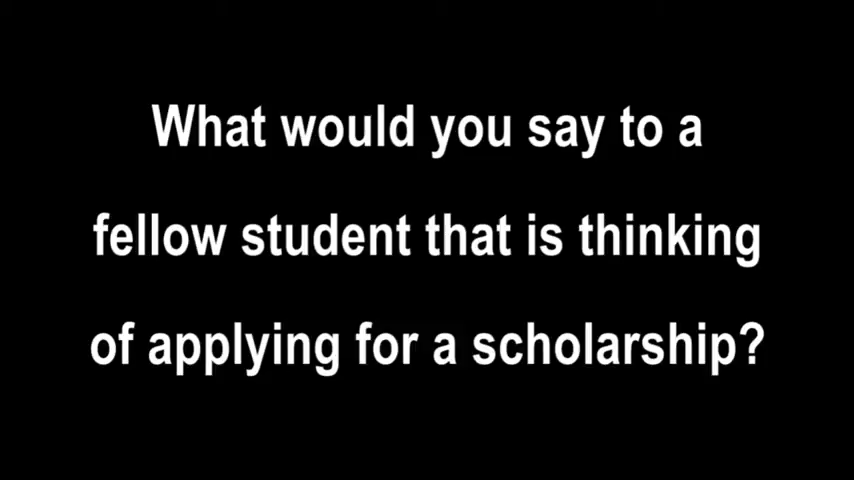 What would you say to a
fellow student that is thinking
of applying for a scholarship?